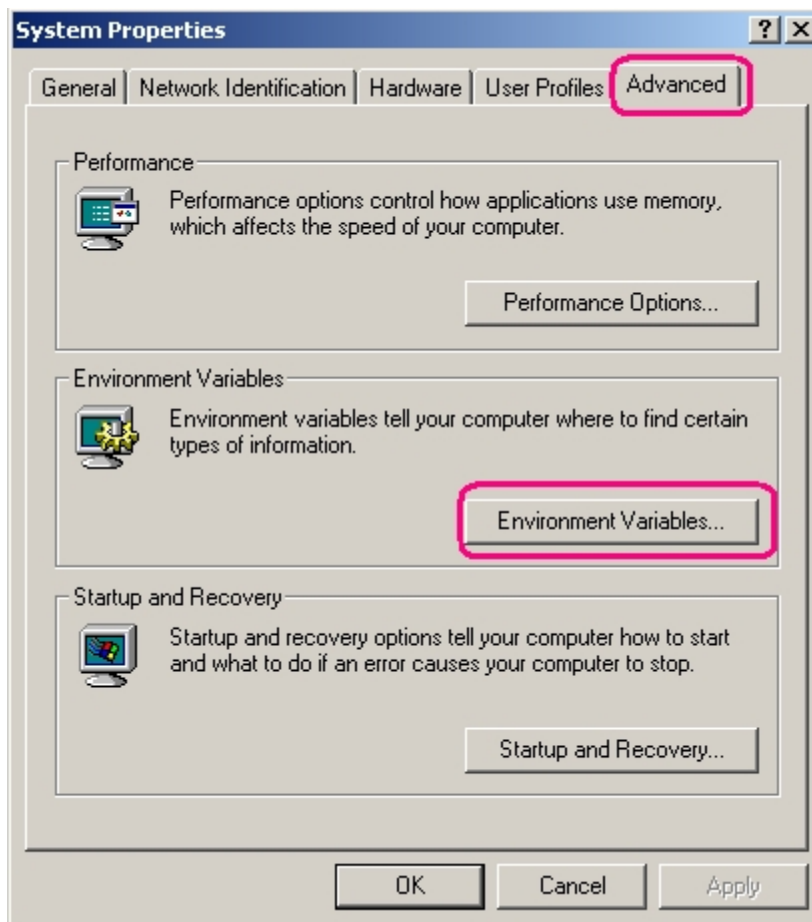 System Properties
General
Network Identification
Hardware
User Profiles
Advanced
Performance
Performance options control how applications use memory,
which affects the speed of your computer.
Performance Options...
Environment Variables
Environment variables tell your computer where to find certain
types of information.
Environment Variables...
Startup and Recovery
Startup and recovery options tell your computer how to start
and what to do if an error causes your computer to stop.
Startup and Recovery...
OK
Cancel
Apply